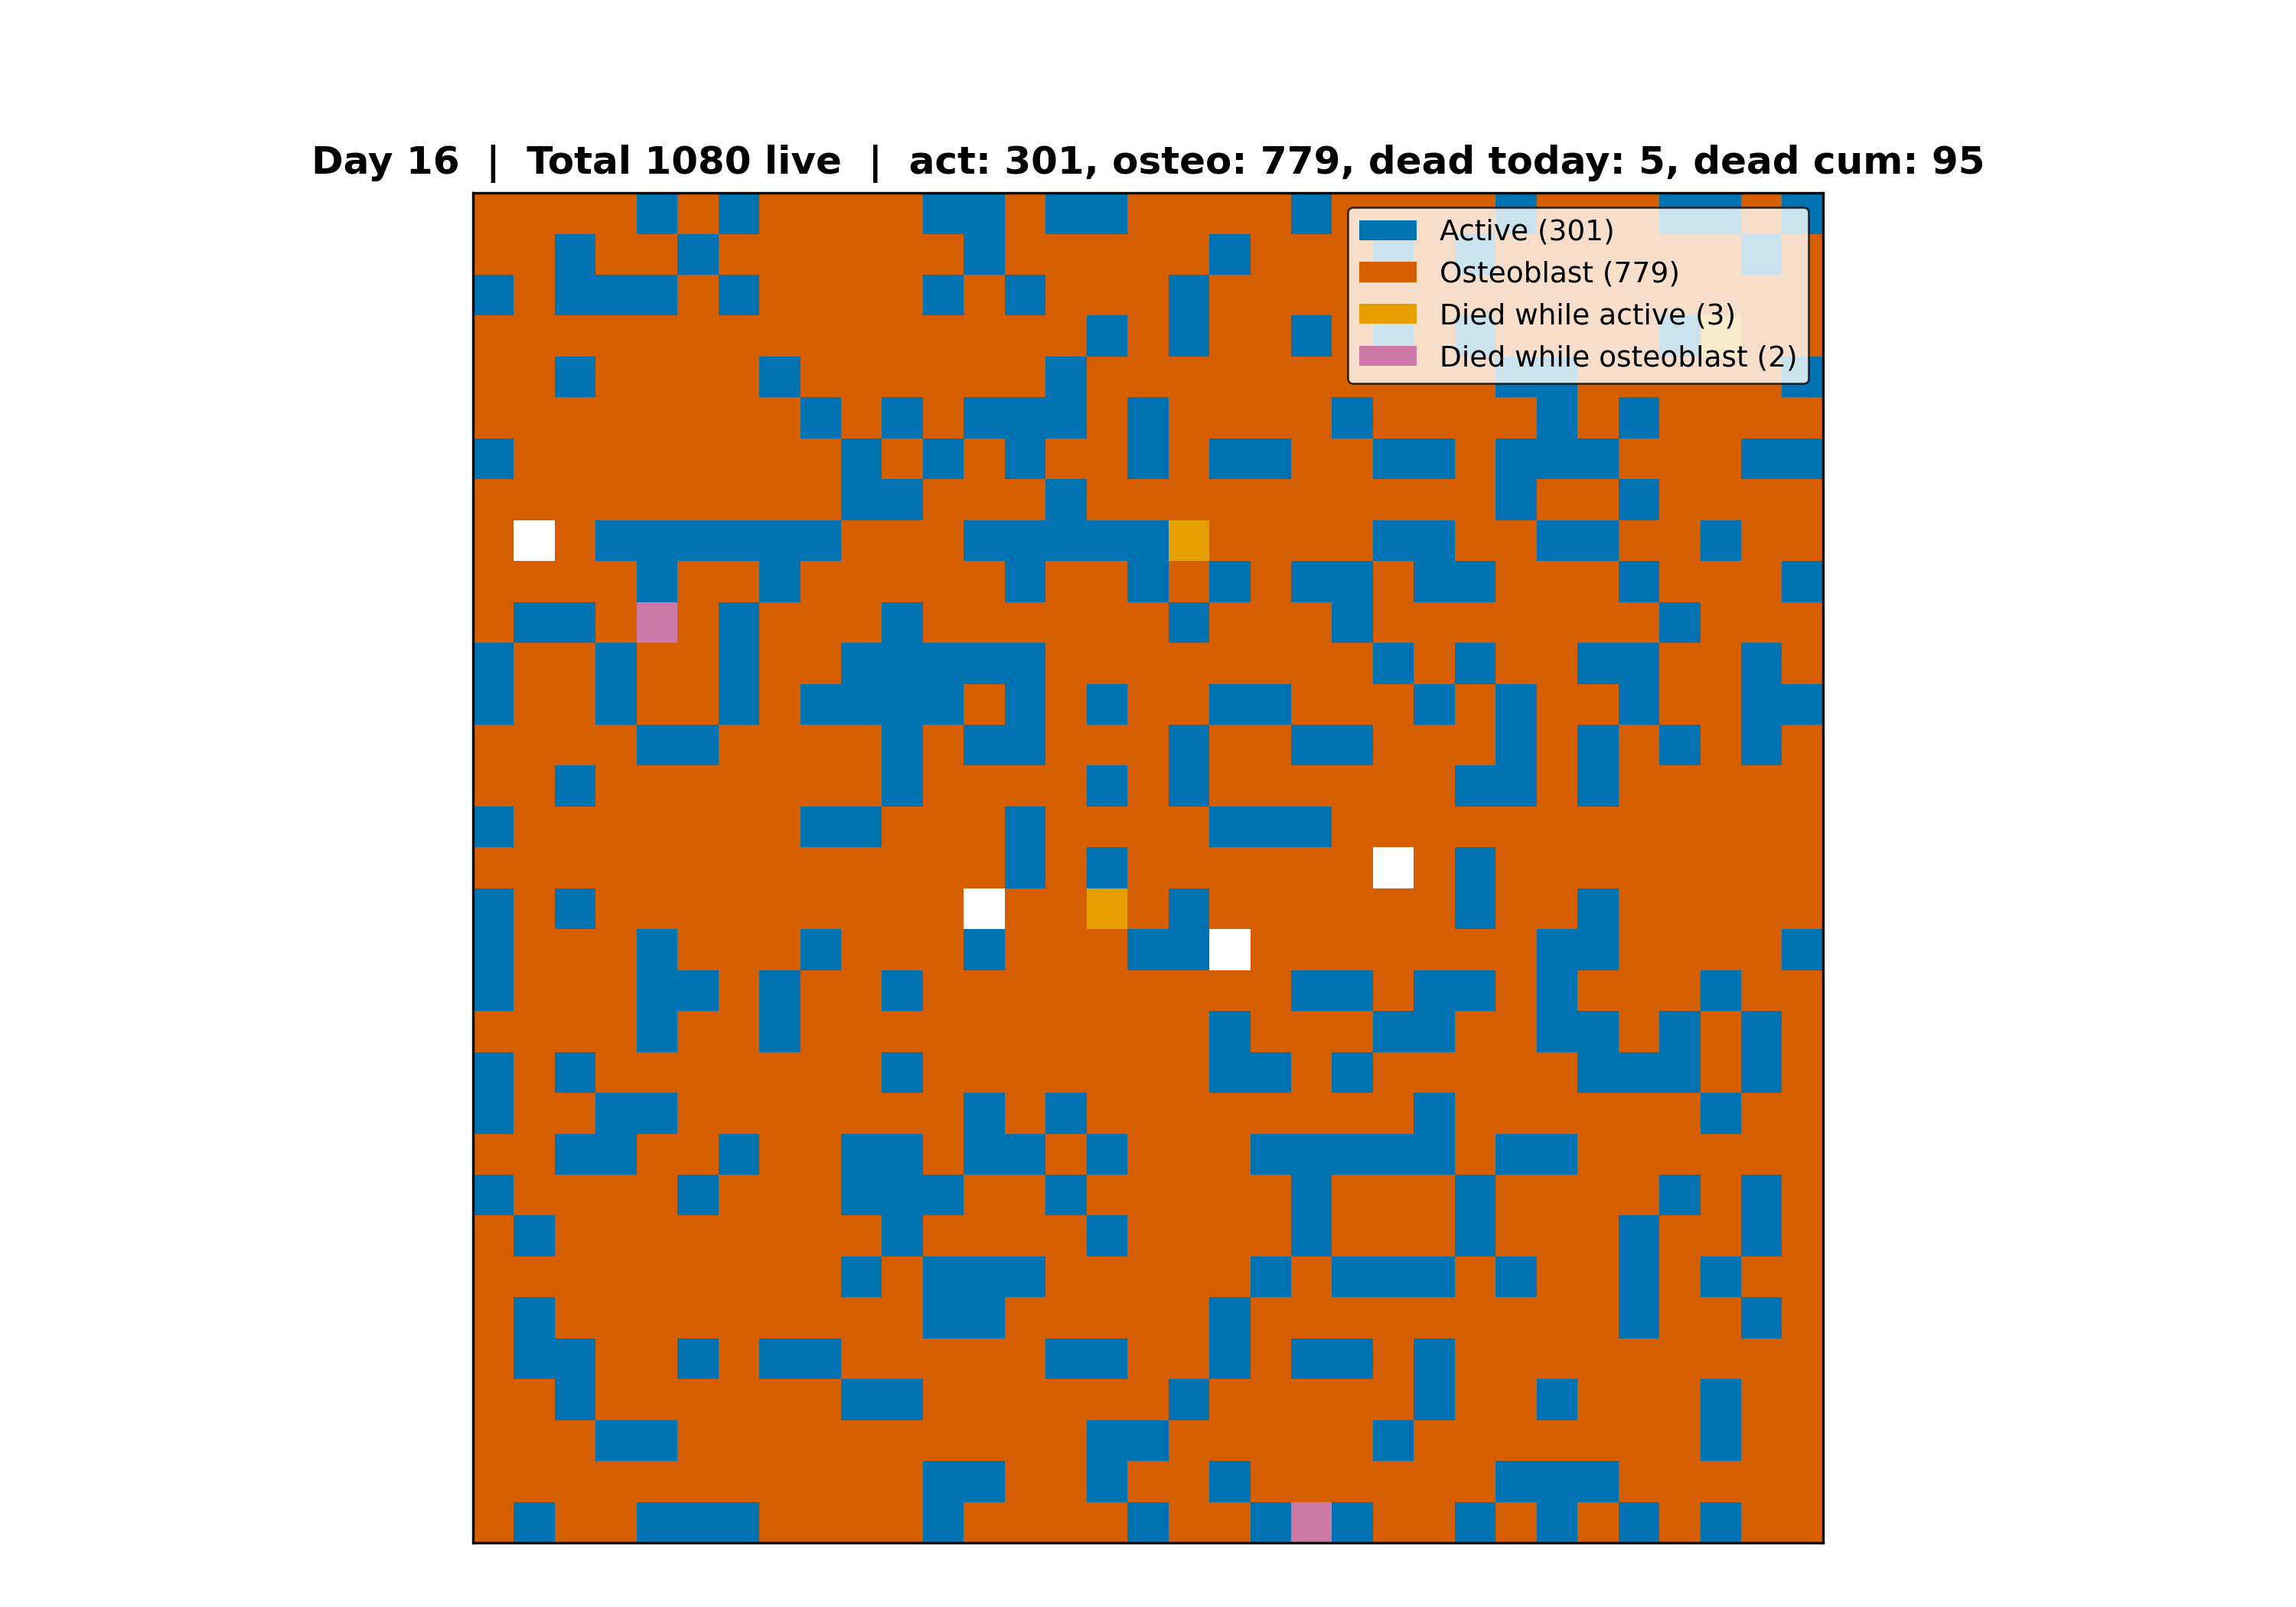 Day 16 | Total 1080 live | act: 301, osteo: 779, dead today: 5, dead cum: 95
Active (301)
Osteoblast (779)
Died while active (3)
Died while osteoblast (2)